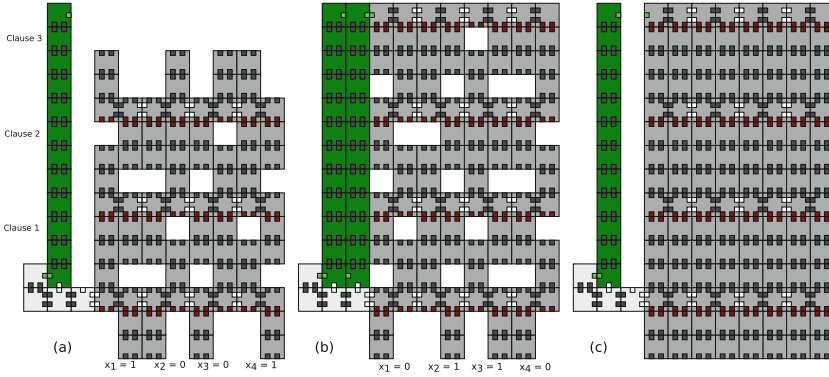 Clause 3
Clause 2
Clause 1
(a)
(b)
(c)
x₁ = 1 x₂ = 0 x₃ = 0 x₄ = 1
x₁ = 0 x₂ = 1 x₃ = 1 x₄ = 0